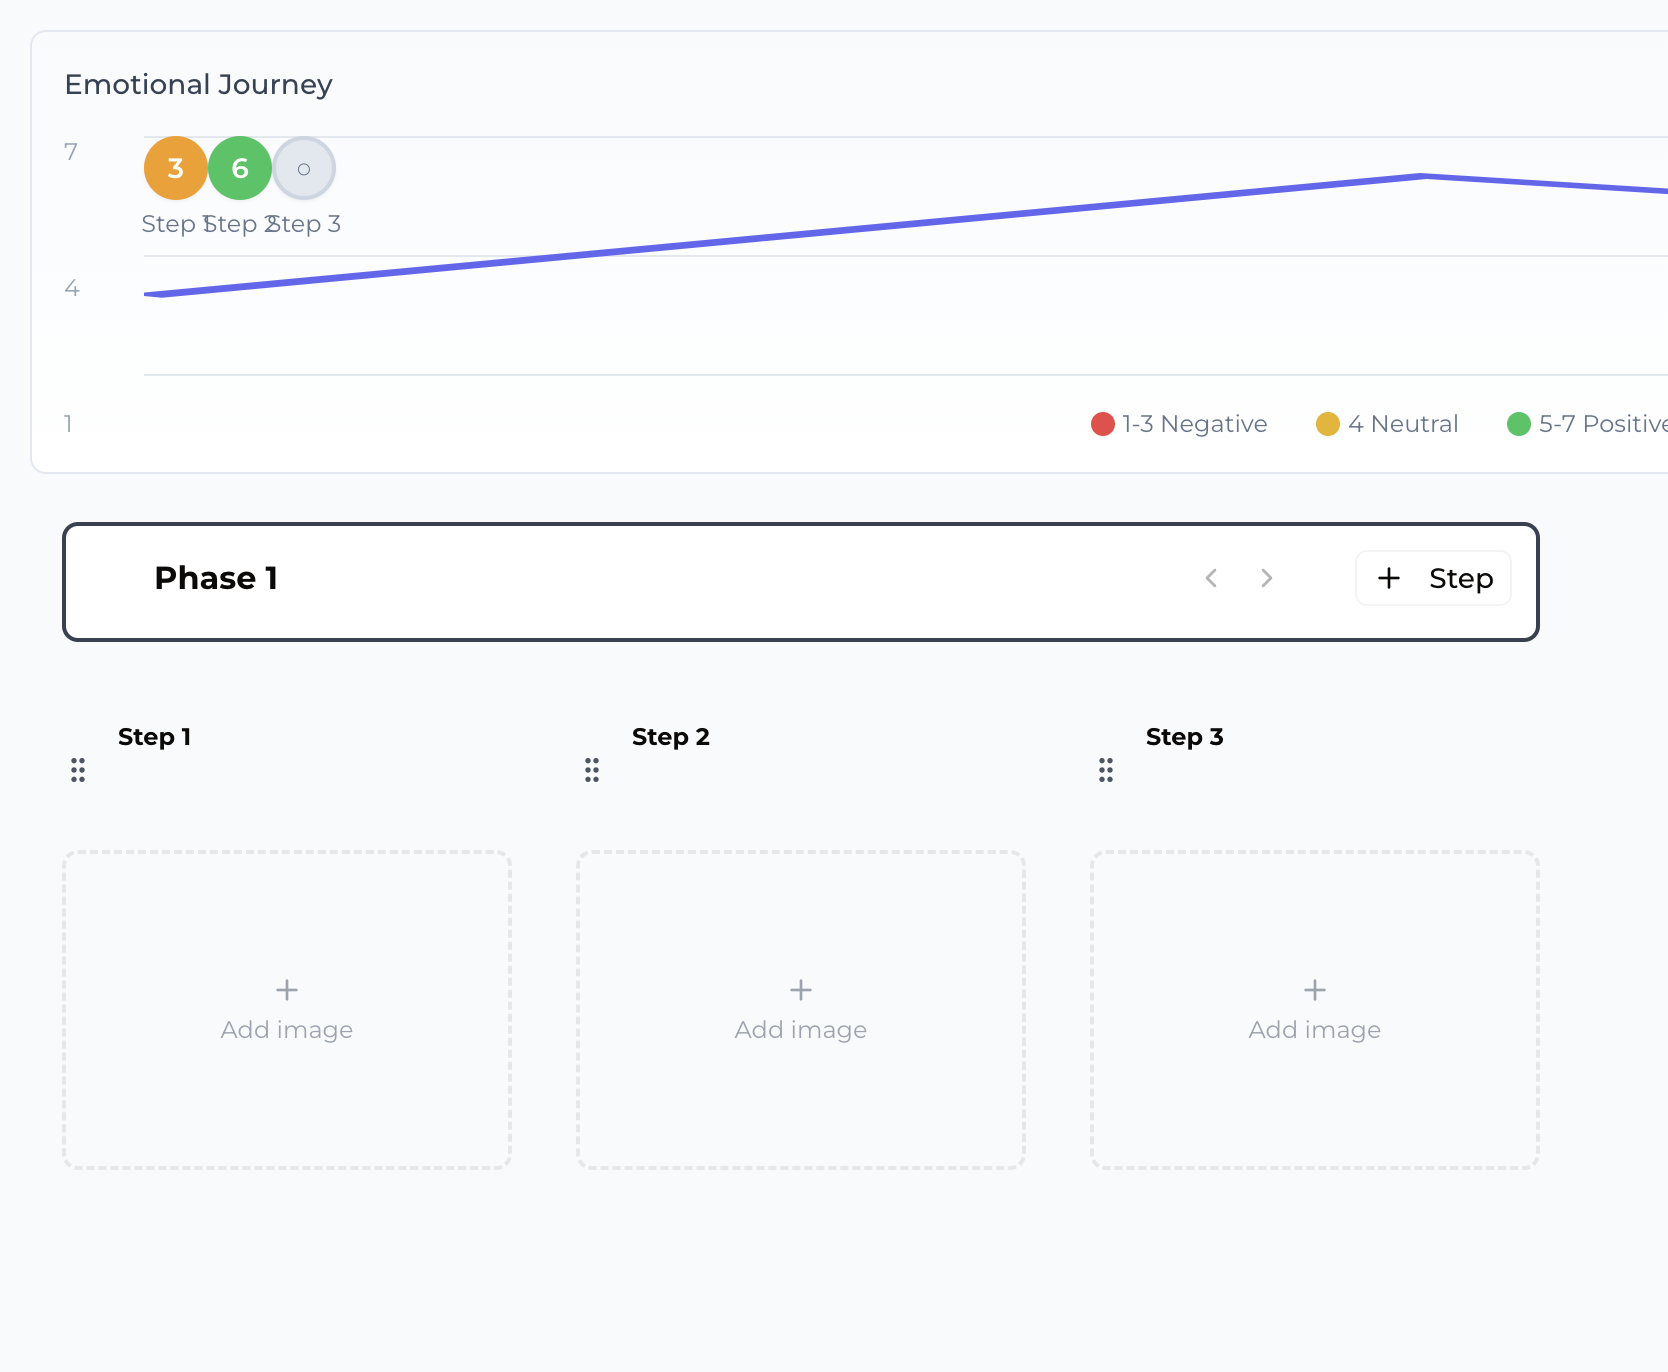 Emotional Journey
7
3 6
Step 1 Step 2 Step 3
4
1
1-3 Negative 4 Neutral 5-7 Positive
Phase 1
Step
Step 1 Step 2 Step 3
Add image Add image Add image